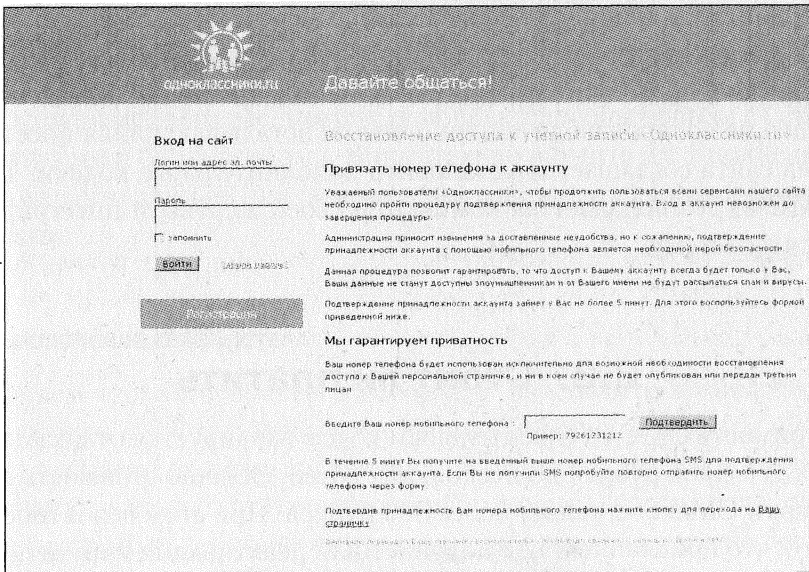 одноклассники.ru
Давайте общаться!
Вход на сайт
Логин или адрес эл. почты
Пароль
запомнить
Войти
Регистрация
Восстановление доступа к учетной записи «Одноклассники.ru»
Привязать номер телефона к аккаунту
Уважаемый пользователи «Одноклассники», чтобы продолжить пользоваться всеми сервисами нашего сайта
необходимо пройти процедуру подтверждения принадлежности аккаунта. Вход в аккаунт невозможен до
завершения процедуры.
Администрация приносит извинения за доставленные неудобства, но к сожалению, подтверждение
принадлежности аккаунта с помощью мобильного телефона является необходимой мерой безопасности.
Данная процедура позволит гарантировать, то что доступ к Вашему аккаунту всегда будет только у Вас,
Ваши данные не станут доступны злоумышленникам и от Вашего имени не будут рассылаться спам и вирусы.
Подтверждение принадлежности аккаунта займет у Вас не более 5 минут. Для этого воспользуйтесь формой
приведенной ниже.
Мы гарантируем приватность
Ваш номер телефона будет использован исключительно для возможной необходимости восстановления
доступа к Вашей персональной страничке, и ни в коем случае не будет опубликован или передан третьим
лицам
Введите Ваш номер мобильного телефона :
Подтвердить
Пример: 79261231212
В течение 5 минут Вы получите на введенный выше номер мобильного телефона SMS для подтверждения
принадлежности аккаунта. Если Вы не получили SMS попробуйте повторно отправить номер мобильного
телефона через форму.
Подтвердив принадлежность Вам номера мобильного телефона нажмите кнопку для перехода на Вашу
страничку